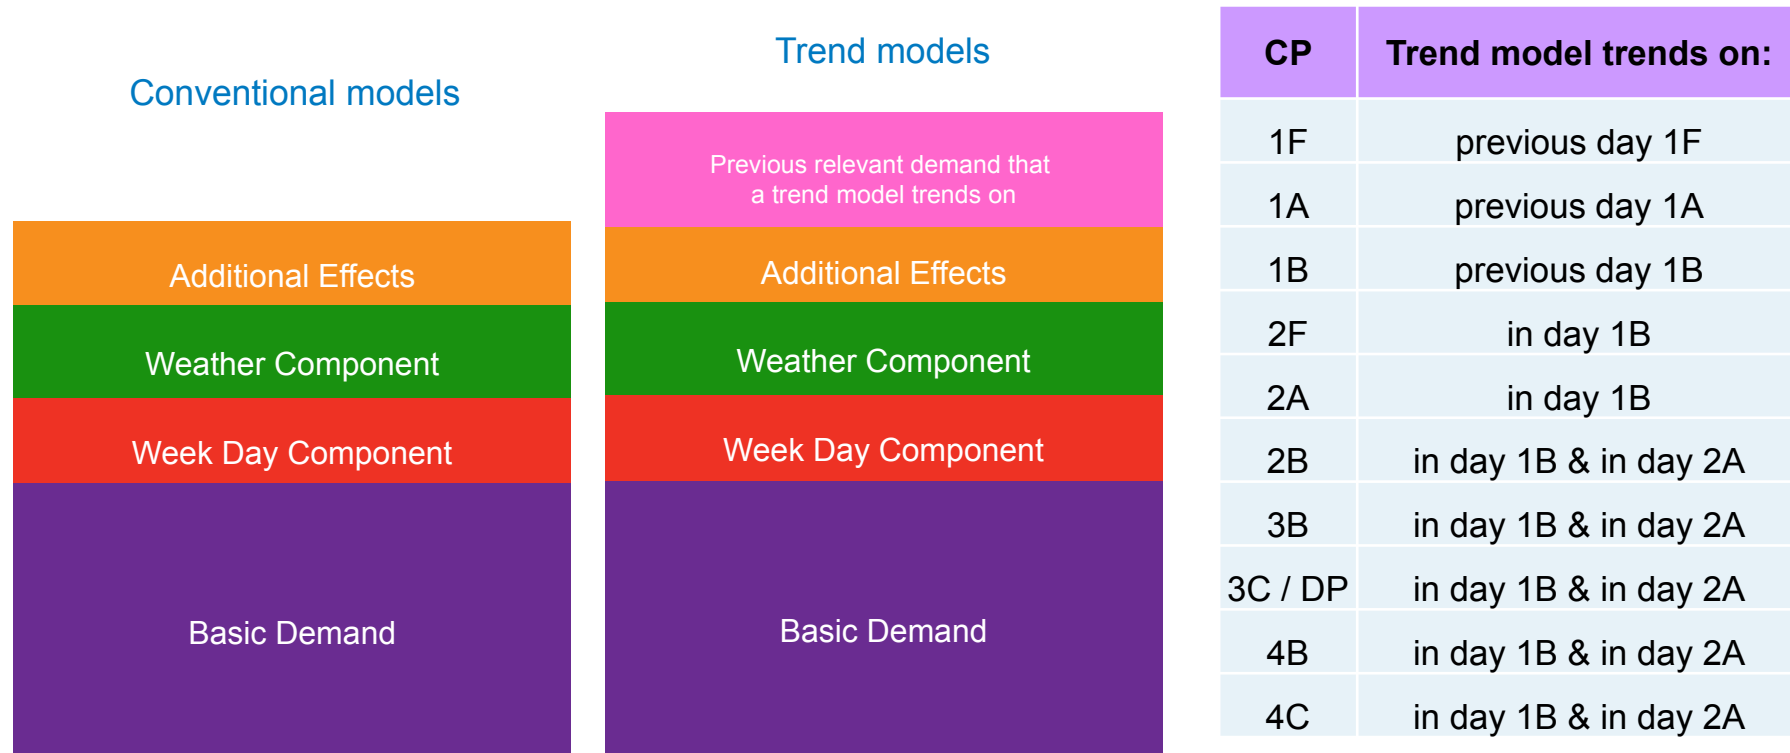 Conventional models
Additional Effects
Weather Component
Week Day Component
Basic Demand
Trend models
Previous relevant demand that
a trend model trends on
Additional Effects
Weather Component
Week Day Component
Basic Demand
CP Trend model trends on:
1F previous day 1F
1A previous day 1A
1B previous day 1B
2F in day 1B
2A in day 1B
2B in day 1B & in day 2A
3B in day 1B & in day 2A
3C / DP in day 1B & in day 2A
4B in day 1B & in day 2A
4C in day 1B & in day 2A